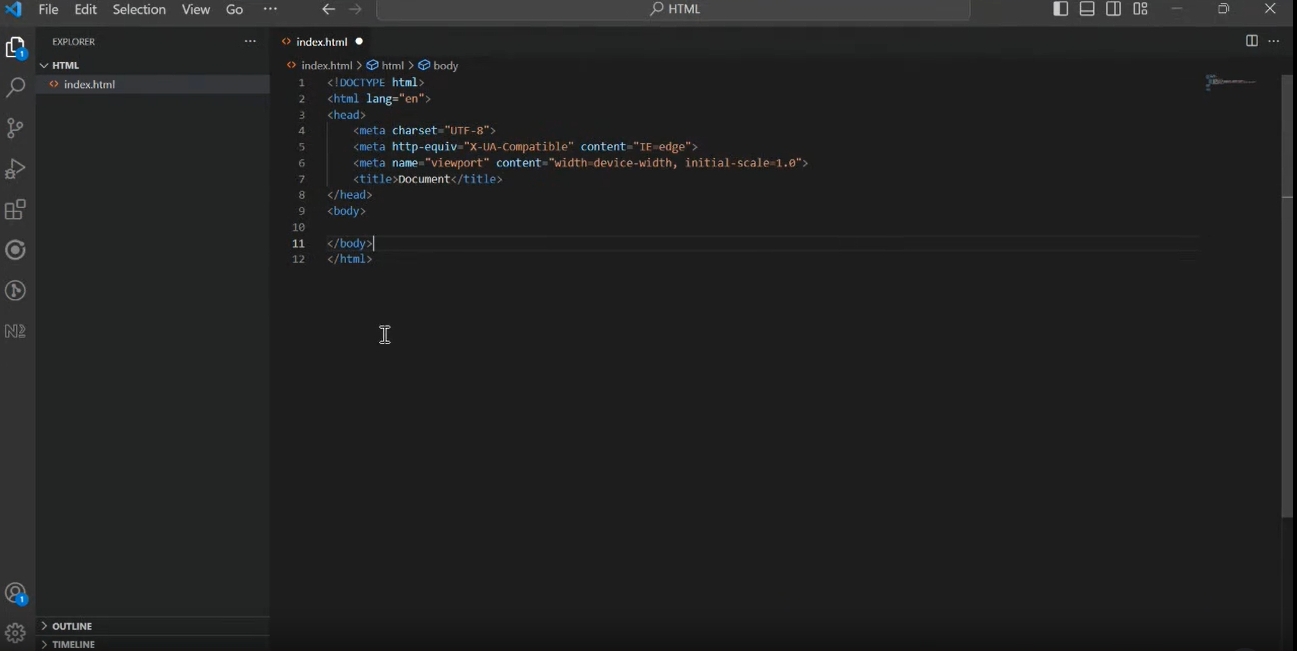 File Edit Selection View Go ··· HTML
EXPLORER ···
HTML
index.html
OUTLINE
TIMELINE
1
1
index.html
index.html > html > body
1 <!DOCTYPE html>
2 <html lang="en">
3 <head>
4 <meta charset="UTF-8">
5 <meta http-equiv="X-UA-Compatible" content="IE=edge">
6 <meta name="viewport" content="width=device-width, initial-scale=1.0">
7 <title>Document</title>
8 </head>
9 <body>
10
11 </body>
12 </html>